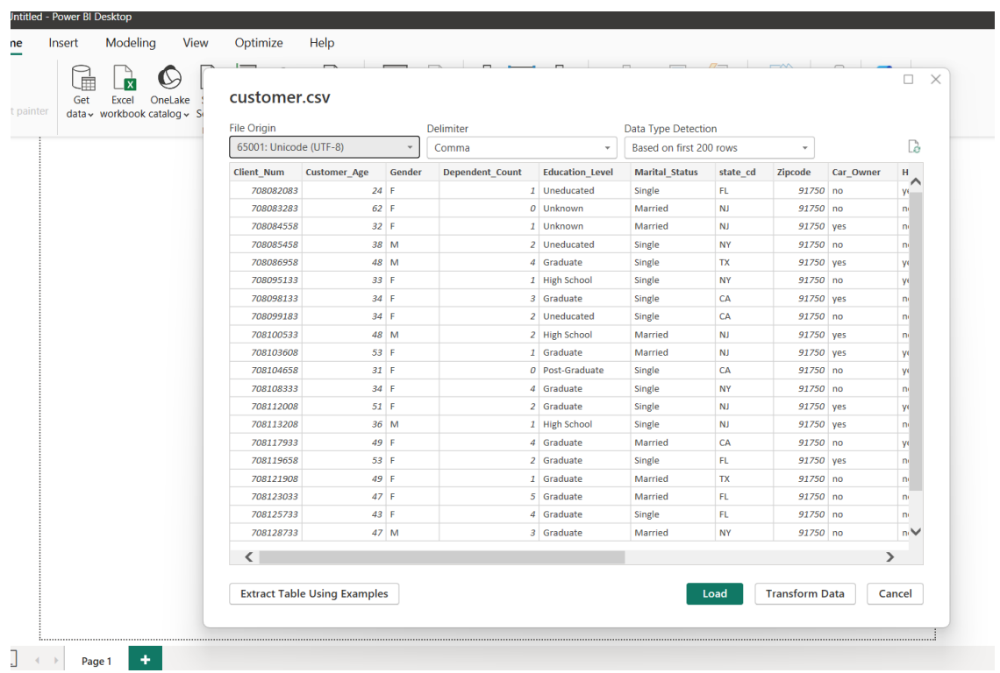 Untitled - Power BI Desktop
me Insert Modeling View Optimize Help
Get data Excel workbook OneLake catalog
t painter
customer.csv
File Origin Delimiter Data Type Detection
65001: Unicode (UTF-8) Comma Based on first 200 rows
Client_Num Customer_Age Gender Dependent_Count Education_Level Marital_Status state_cd Zipcode Car_Owner H
708082083 24 F 1 Uneducated Single FL 91750 no ye
708083283 62 F 0 Unknown Married NJ 91750 no n
708084558 32 F 1 Unknown Married NJ 91750 yes n
708085458 38 M 2 Uneducated Single NY 91750 no n
708086958 48 M 4 Graduate Single TX 91750 yes ye
708095133 33 F 1 High School Single NY 91750 no ye
708098133 34 F 3 Graduate Single CA 91750 yes n
708099183 34 F 2 Uneducated Single CA 91750 no n
708100533 48 M 2 High School Married NJ 91750 yes n
708103608 53 F 1 Graduate Married NJ 91750 yes ye
708104658 31 F 0 Post-Graduate Single CA 91750 no ye
708108333 34 F 4 Graduate Single NY 91750 no n
708112008 51 F 2 Graduate Single NJ 91750 yes ye
708113208 36 M 1 High School Single NJ 91750 yes n
708117933 49 F 4 Graduate Married CA 91750 no ye
708119658 53 F 2 Graduate Single FL 91750 yes n
708121908 49 F 1 Graduate Married TX 91750 no n
708123033 47 F 5 Graduate Married FL 91750 no n
708125733 43 F 4 Graduate Single FL 91750 no n
708128733 47 M 3 Graduate Married NY 91750 no n
Extract Table Using Examples Load Transform Data Cancel
Page 1